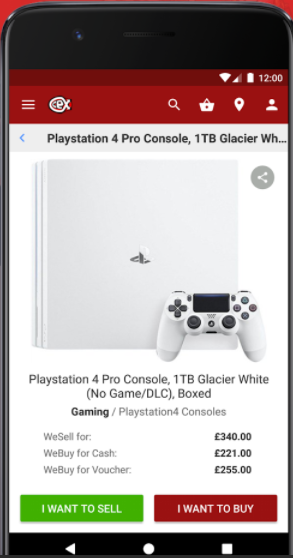 12:00
CeX
Playstation 4 Pro Console, 1TB Glacier Wh...
Playstation 4 Pro Console, 1TB Glacier White
(No Game/DLC), Boxed
Gaming / Playstation4 Consoles
WeSell for: £340.00
WeBuy for Cash: £221.00
WeBuy for Voucher: £255.00
I WANT TO SELL I WANT TO BUY